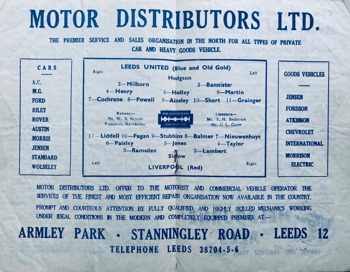 MOTOR DISTRIBUTORS LTD.
THE PREMIER SERVICE AND SALES ORGANISATION IN THE NORTH FOR ALL TYPES OF PRIVATE
CAR AND HEAVY GOODS VEHICLE.
CARS
A.C.
M.G.
FORD
RILEY
ROVER
AUSTIN
MORRIS
JENSEN
STANDARD
WOLSELLY
LEEDS UNITED (Blue and Old Gold)
Right
Left
Hodgson
3—Milburn
2—Bannister
4—Henry
5—Holley
6—Martin
7—Cochrane
8—Powell
9—Ainsley
10—Short
11—Grainger
Referee—
Linesmen—
11—Liddell
10—Fagan
9—Stubbins
8—Balmer
7—Nieuwenhuys
6—Paisley
5—Jones
4—Taylor
3—Ramsden
2—Lambert
Sidlow
Left
Right
LIVERPOOL (Red)
GOODS VEHICLES
JENSEN
FORDSON
ATKINSON
CHEVROLET
INTERNATIONAL
MORRISON
ELECTRIC
MOTOR DISTRIBUTORS LTD. OFFER TO THE MOTORIST AND COMMERCIAL VEHICLE OPERATOR THE
SERVICES OF THE FINEST AND MOST EFFICIENT REPAIR ORGANISATION NOW AVAILABLE IN THE COUNTRY.
PROMPT AND COURTEOUS ATTENTION BY FULLY QUALIFIED AND HIGHLY SKILLED MECHANICS WORKING
UNDER IDEAL CONDITIONS IN THE MODERN AND COMPLETELY EQUIPPED PREMISES AT—
ARMLEY PARK · STANNINGLEY ROAD · LEEDS 12
TELEPHONE LEEDS 38704-5-6